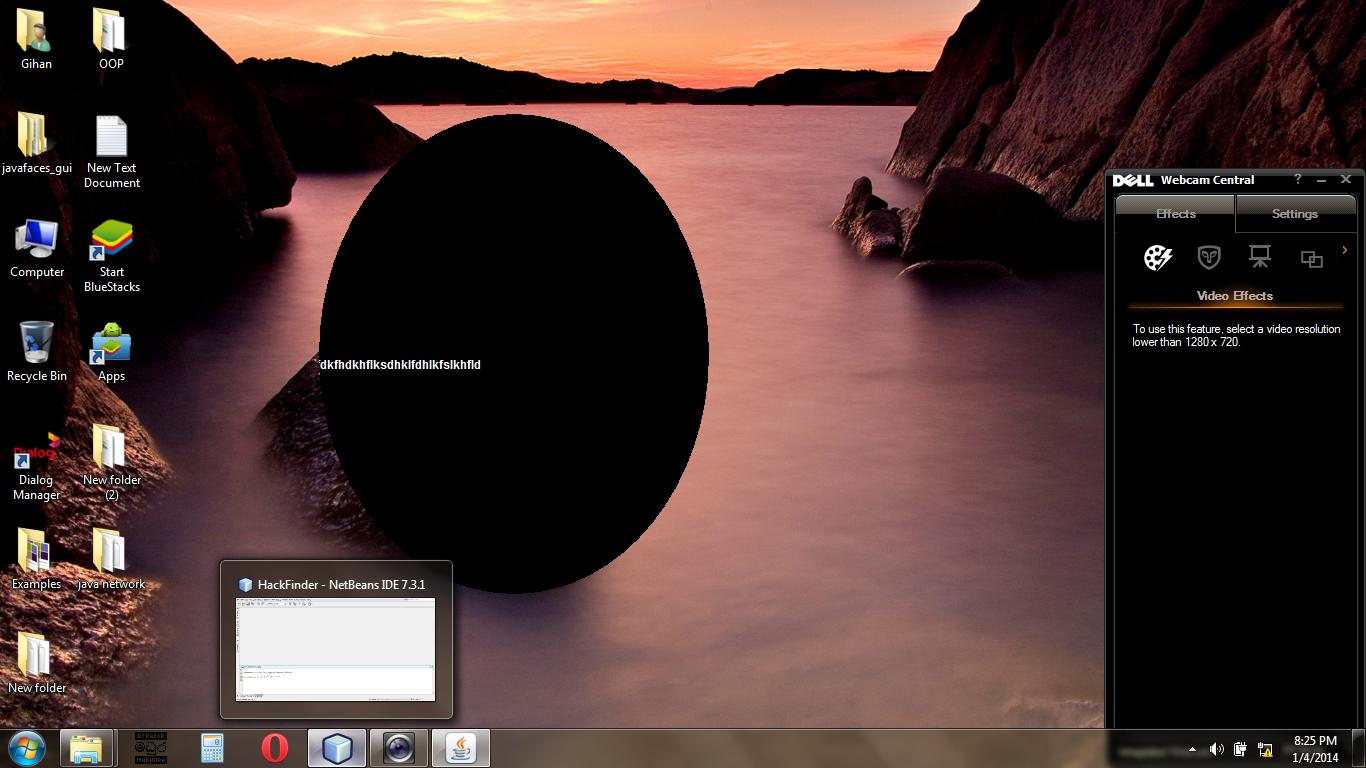 Gihan
OOP
javafaces_gui
New Text
Document
Computer
Start
BlueStacks
Recycle Bin
Apps
Dialog
Dialog
Manager
New folder
(2)
Examples
java network
New folder
dkfhdkhflksdhklfdhlkfslkhfld
HackFinder - NetBeans IDE 7.3.1
DELL Webcam Central
Effects
Settings
Video Effects
To use this feature, select a video resolution
lower than 1280 x 720.
මධුර
MADHURA
8:25 PM
1/4/2014